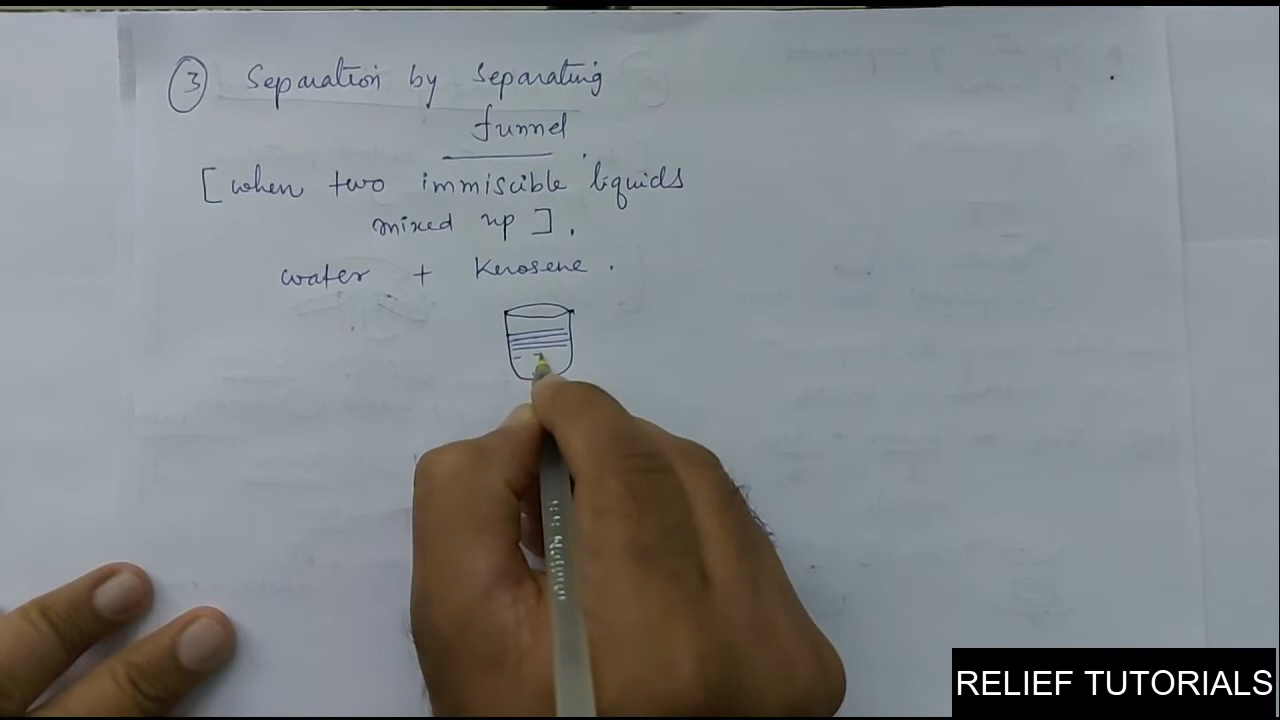 3 Separation by Separating
funnel
[when two immiscible liquids
mixed up].
water + Kerosene.
RELIEF TUTORIALS